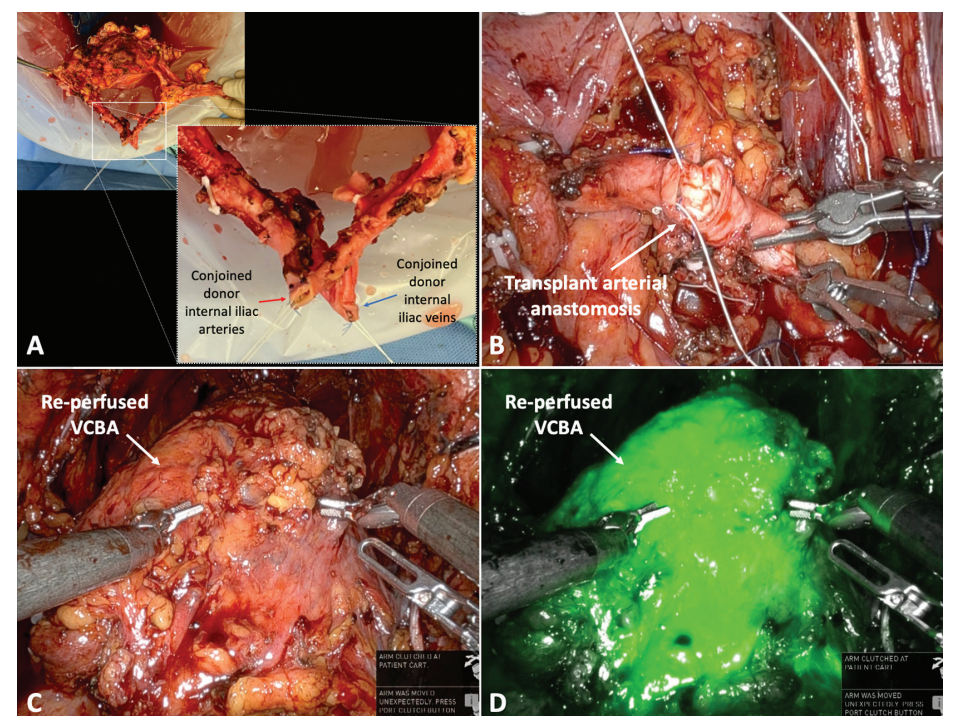 Conjoined
donor
internal iliac
arteries
Conjoined
donor
internal
iliac veins
A
Transplant arterial
anastomosis
B
Re-perfused
VCBA
ARM CLUTCHED AT
PATIENT CART.
ARM WAS MOVED
UNEXPECTEDLY. PRESS
PORT CLUTCH BUTTON
C
Re-perfused
VCBA
ARM CLUTCHED AT
PATIENT CART
ARM WAS MOVED
UNEXPECTEDLY. PRESS
PORT CLUTCH BUTTON
D